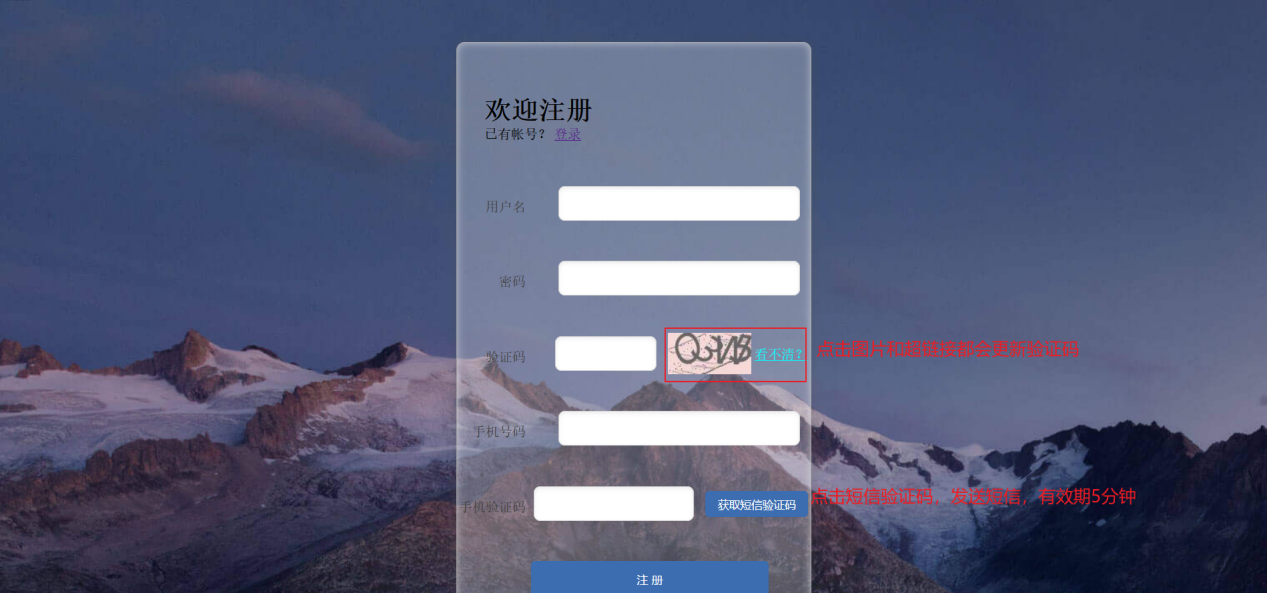 欢迎注册
已有帐号？ 登录
用户名
密码
验证码 看不清？ 点击照片和超链接都会更新验证码
手机号码
手机验证码 获取短信验证码 点击短信验证码，发送短信，有效期5分钟
注 册